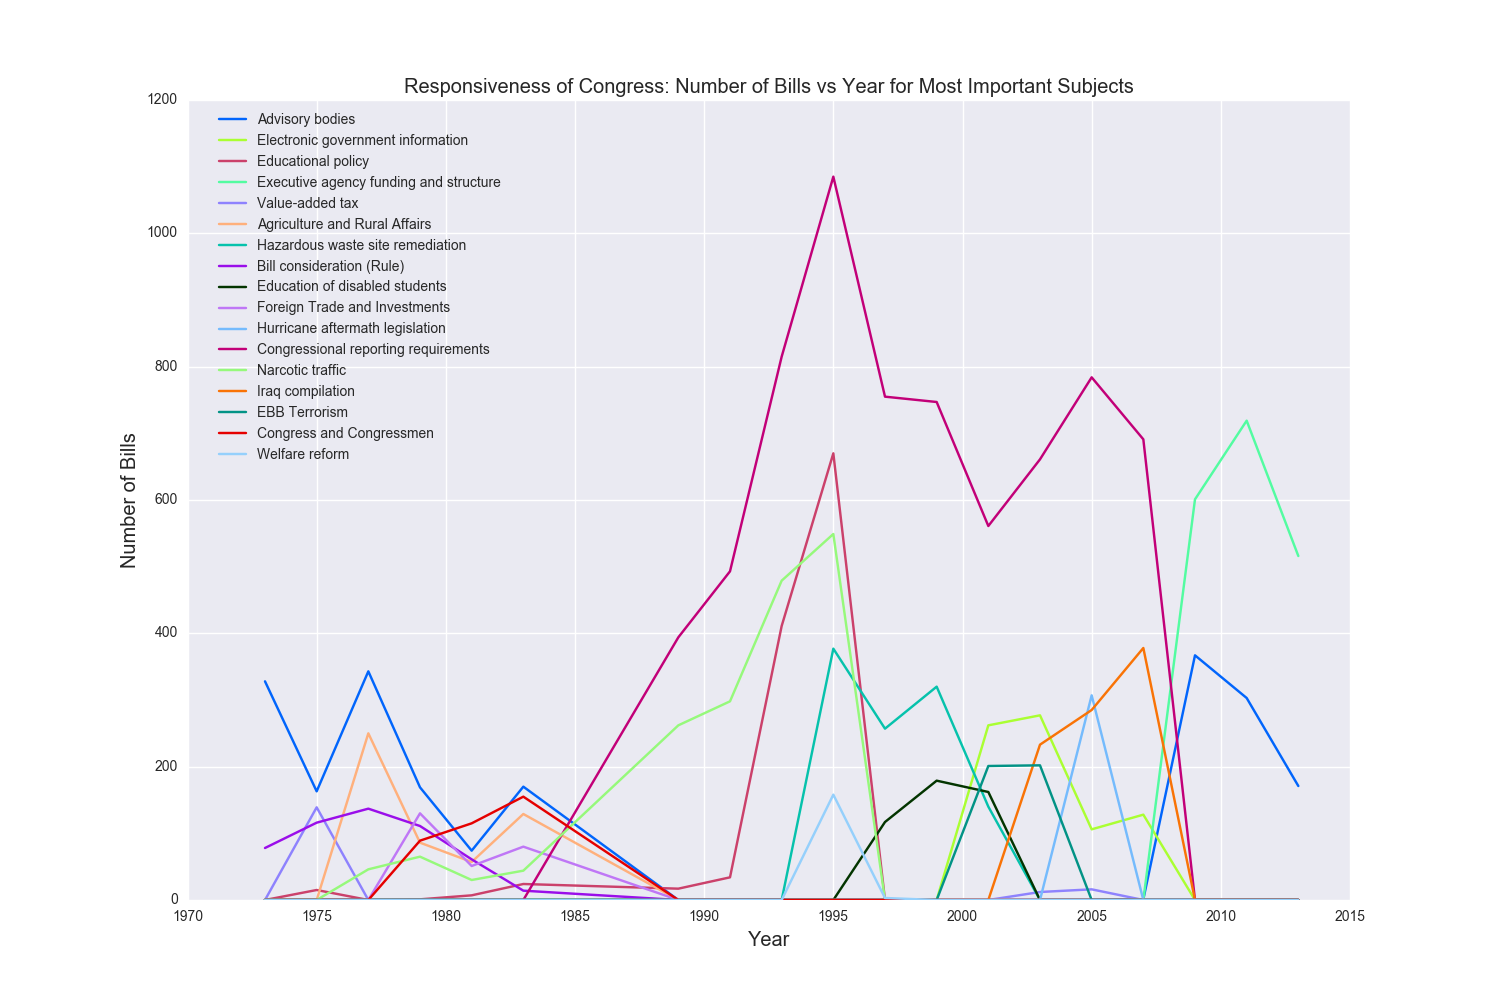 Responsiveness of Congress: Number of Bills vs Year for Most Important Subjects
1200
1000
800
600
400
200
0
Number of Bills
Advisory bodies
Electronic government information
Educational policy
Executive agency funding and structure
Value-added tax
Agriculture and Rural Affairs
Hazardous waste site remediation
Bill consideration (Rule)
Education of disabled students
Foreign Trade and Investments
Hurricane aftermath legislation
Congressional reporting requirements
Narcotic traffic
Iraq compilation
EBB Terrorism
Congress and Congressmen
Welfare reform
1970 1975 1980 1985 1990 1995 2000 2005 2010 2015
Year